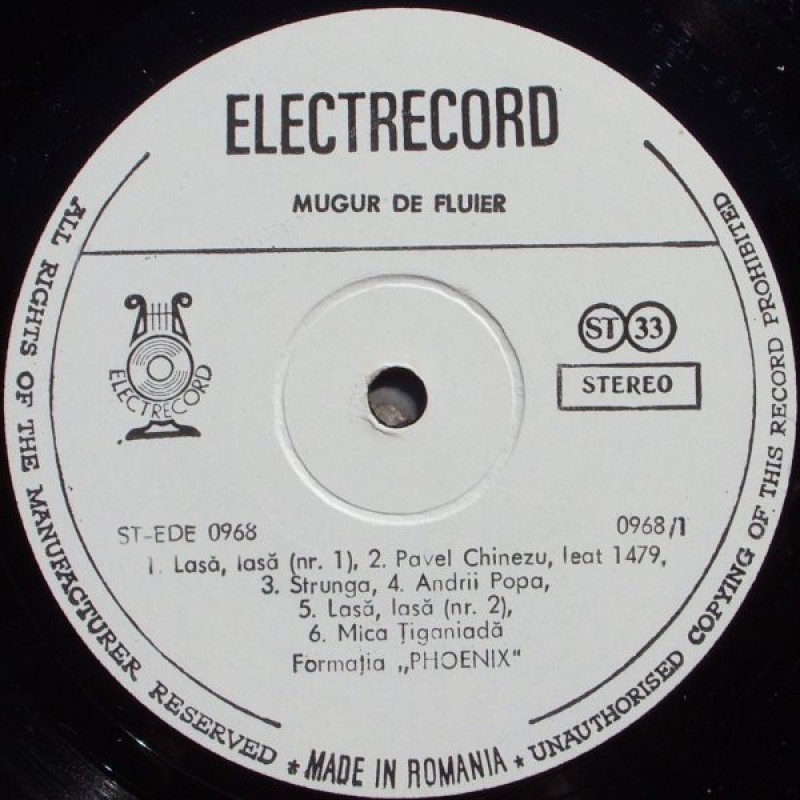 ELECTRECORD
MUGUR DE FLUIER
ELECTRECORD
ST 33
STEREO
ST-EDE 0968
0968/1
1. Lasă, lasă (nr. 1), 2. Pavel Chinezu, leat 1479,
3. Strunga, 4. Andrii Popa,
5. Lasă, lasă (nr. 2),
6. Mica Țiganiadă
Formația „PHOENIX"
ALL RIGHTS OF THE MANUFACTURER RESERVED * MADE IN ROMANIA * UNAUTHORISED COPYING OF THIS RECORD PROHIBITED